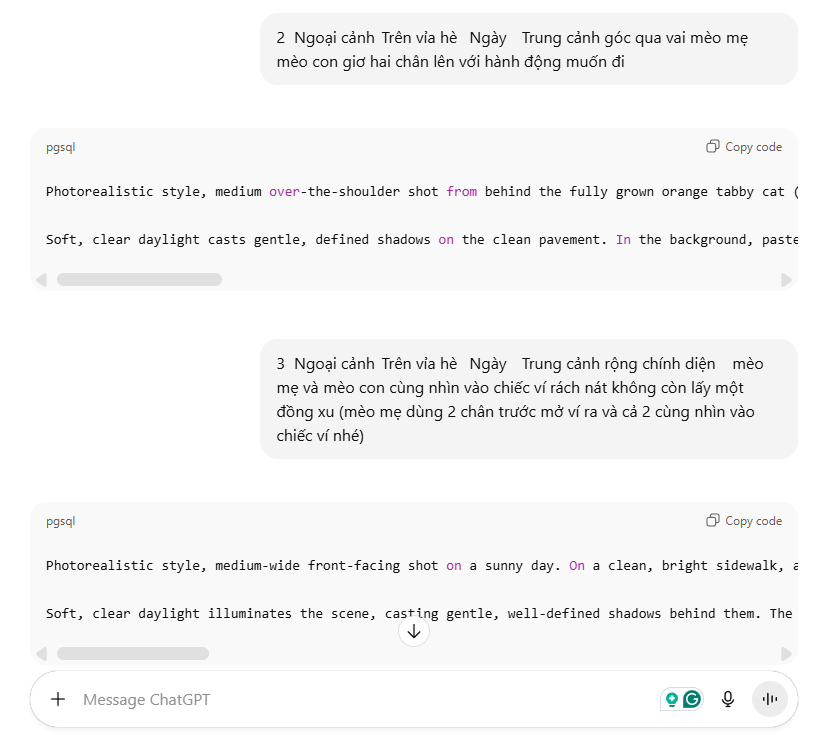 2 Ngoại cảnh Trên vỉa hè Ngày Trung cảnh góc qua vai mèo mẹ
mèo con giơ hai chân lên với hành động muốn đi
pgsql
Copy code
Photorealistic style, medium over-the-shoulder shot from behind the fully grown orange tabby cat (
Soft, clear daylight casts gentle, defined shadows on the clean pavement. In the background, paste
3 Ngoại cảnh Trên vỉa hè Ngày Trung cảnh rộng chính diện mèo
mẹ và mèo con cùng nhìn vào chiếc ví rách nát không còn lấy một
đồng xu (mèo mẹ dùng 2 chân trước mở ví ra và cả 2 cùng nhìn vào
chiếc ví nhé)
pgsql
Copy code
Photorealistic style, medium-wide front-facing shot on a sunny day. On a clean, bright sidewalk, a
Soft, clear daylight illuminates the scene, casting gentle, well-defined shadows behind them. The
Message ChatGPT